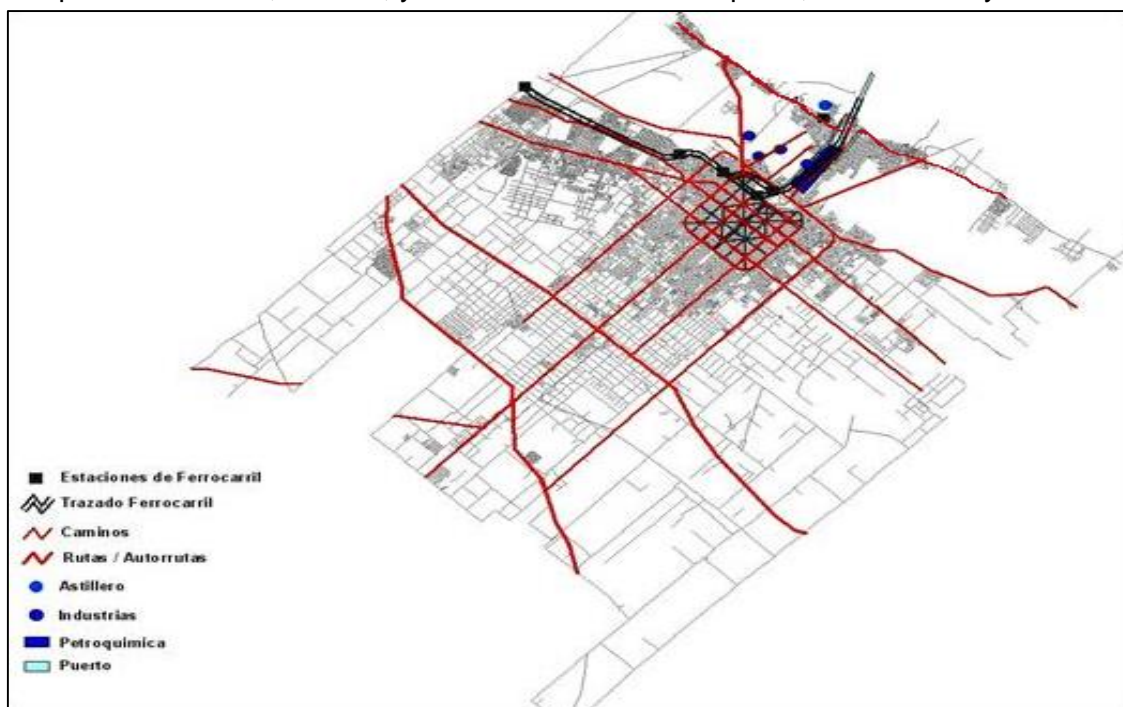 Estaciones de Ferrocarril
Trazado Ferrocarril
Caminos
Rutas / Autorrutas
Astillero
Industrias
Petroquimica
Puerto